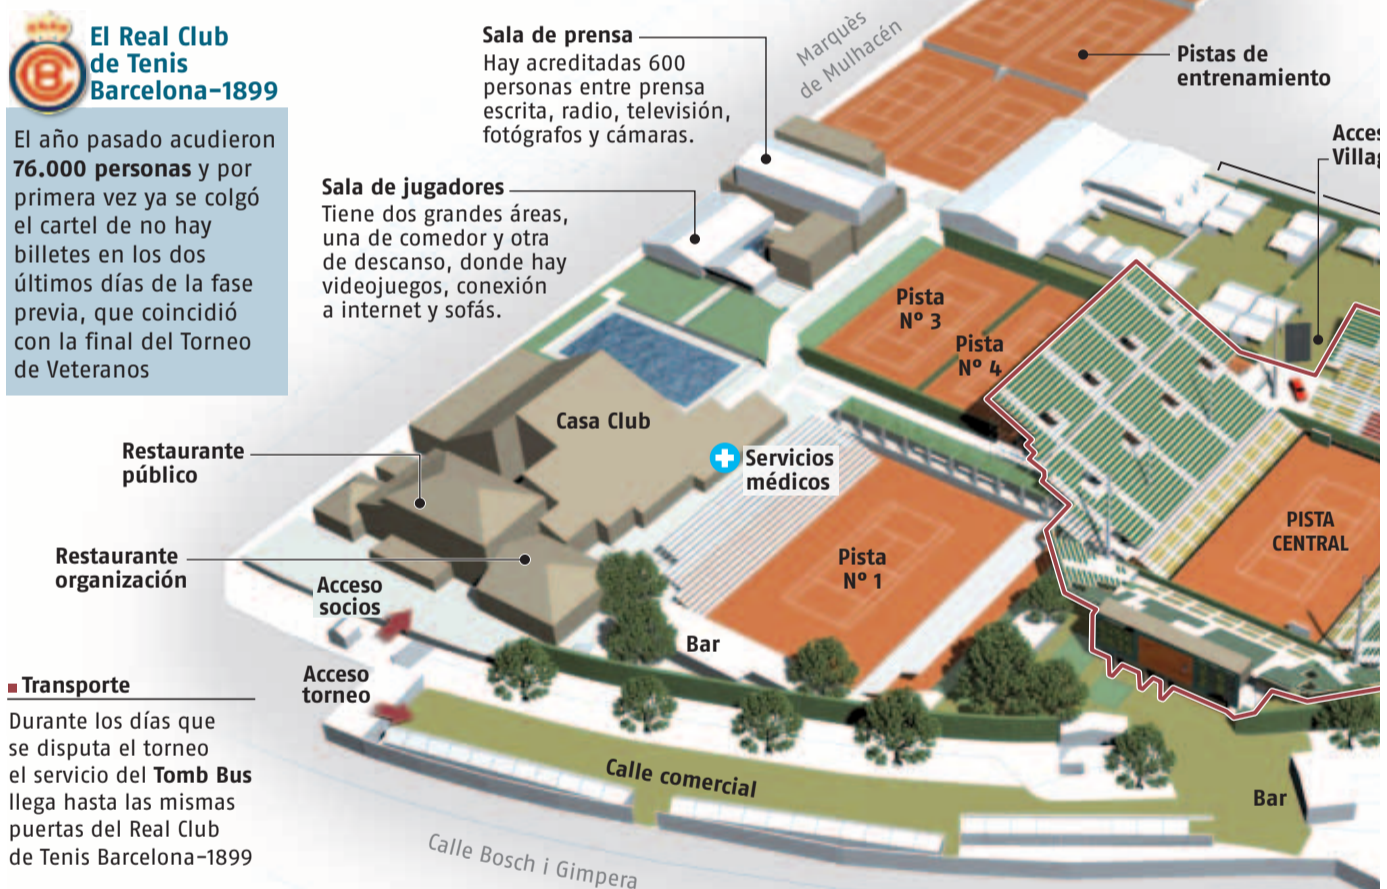 El Real Club
de Tenis
Barcelona-1899
El año pasado acudieron
76.000 personas y por
primera vez ya se colgó
el cartel de no hay
billetes en los dos
últimos días de la fase
previa, que coincidió
con la final del Torneo
de Veteranos
Sala de prensa
Hay acreditadas 600
personas entre prensa
escrita, radio, televisión,
fotógrafos y cámaras.
Sala de jugadores
Tiene dos grandes áreas,
una de comedor y otra
de descanso, donde hay
videojuegos, conexión
a internet y sofás.
Marquès
de Mulhacén
Pistas de
entrenamiento
Pista
Nº 3
Pista
Nº 4
Casa Club
Servicios
médicos
Restaurante
público
Restaurante
organización
Acceso
socios
Acceso
torneo
Pista
Nº 1
PISTA
CENTRAL
Bar
Calle comercial
Bar
Calle Bosch i Gimpera
Transporte
Durante los días que
se disputa el torneo
el servicio del Tomb Bus
llega hasta las mismas
puertas del Real Club
de Tenis Barcelona-1899